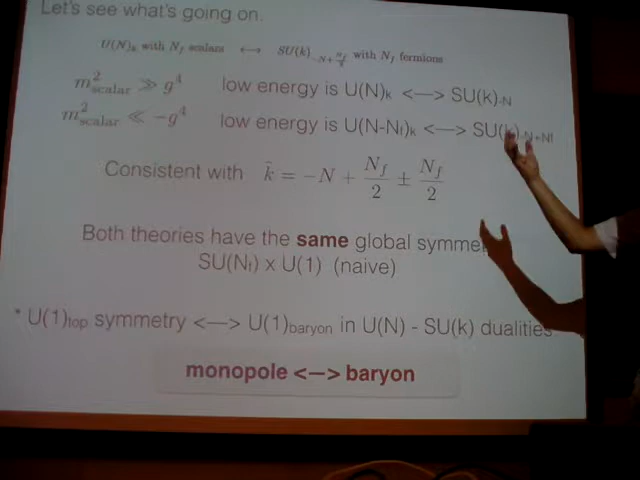 Let's see what's going on.
U(N)_k with N_f scalars ⟷ SU(k)_{-N+\frac{N_f}{2}} with N_f fermions
m²_scalar ≫ g⁴ low energy is U(N)_k <—> SU(k)_-N
m²_scalar ≪ −g⁴ low energy is U(N-N_f)_k <—> SU(k)_-N+Nf
Consistent with k̃ = −N + N_f/2 ± N_f/2
Both theories have the same global symme
SU(N_f) x U(1) (naive)
* U(1)_top symmetry <—> U(1)_baryon in U(N) - SU(k) dualities
monopole <—> baryon